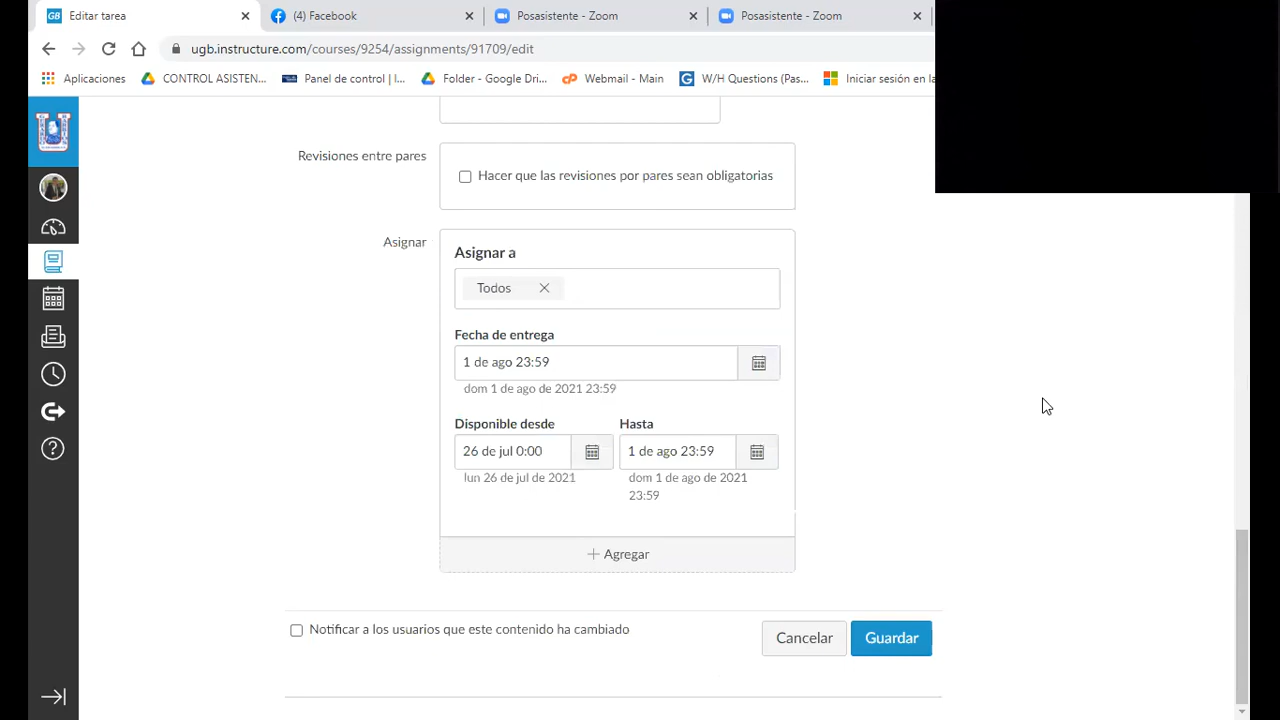 Editar tarea
(4) Facebook
Posasistente - Zoom
Posasistente - Zoom
ugb.instructure.com/courses/9254/assignments/91709/edit
Aplicaciones
CONTROL ASISTEN...
Panel de control | I...
Folder - Google Dri...
Webmail - Main
W/H Questions (Pas...
Iniciar sesión en la
Revisiones entre pares
Hacer que las revisiones por pares sean obligatorias
Asignar
Asignar a
Todos
Fecha de entrega
1 de ago 23:59
dom 1 de ago de 2021 23:59
Disponible desde
Hasta
26 de jul 0:00
1 de ago 23:59
lun 26 de jul de 2021
dom 1 de ago de 2021
23:59
+ Agregar
Notificar a los usuarios que este contenido ha cambiado
Cancelar
Guardar